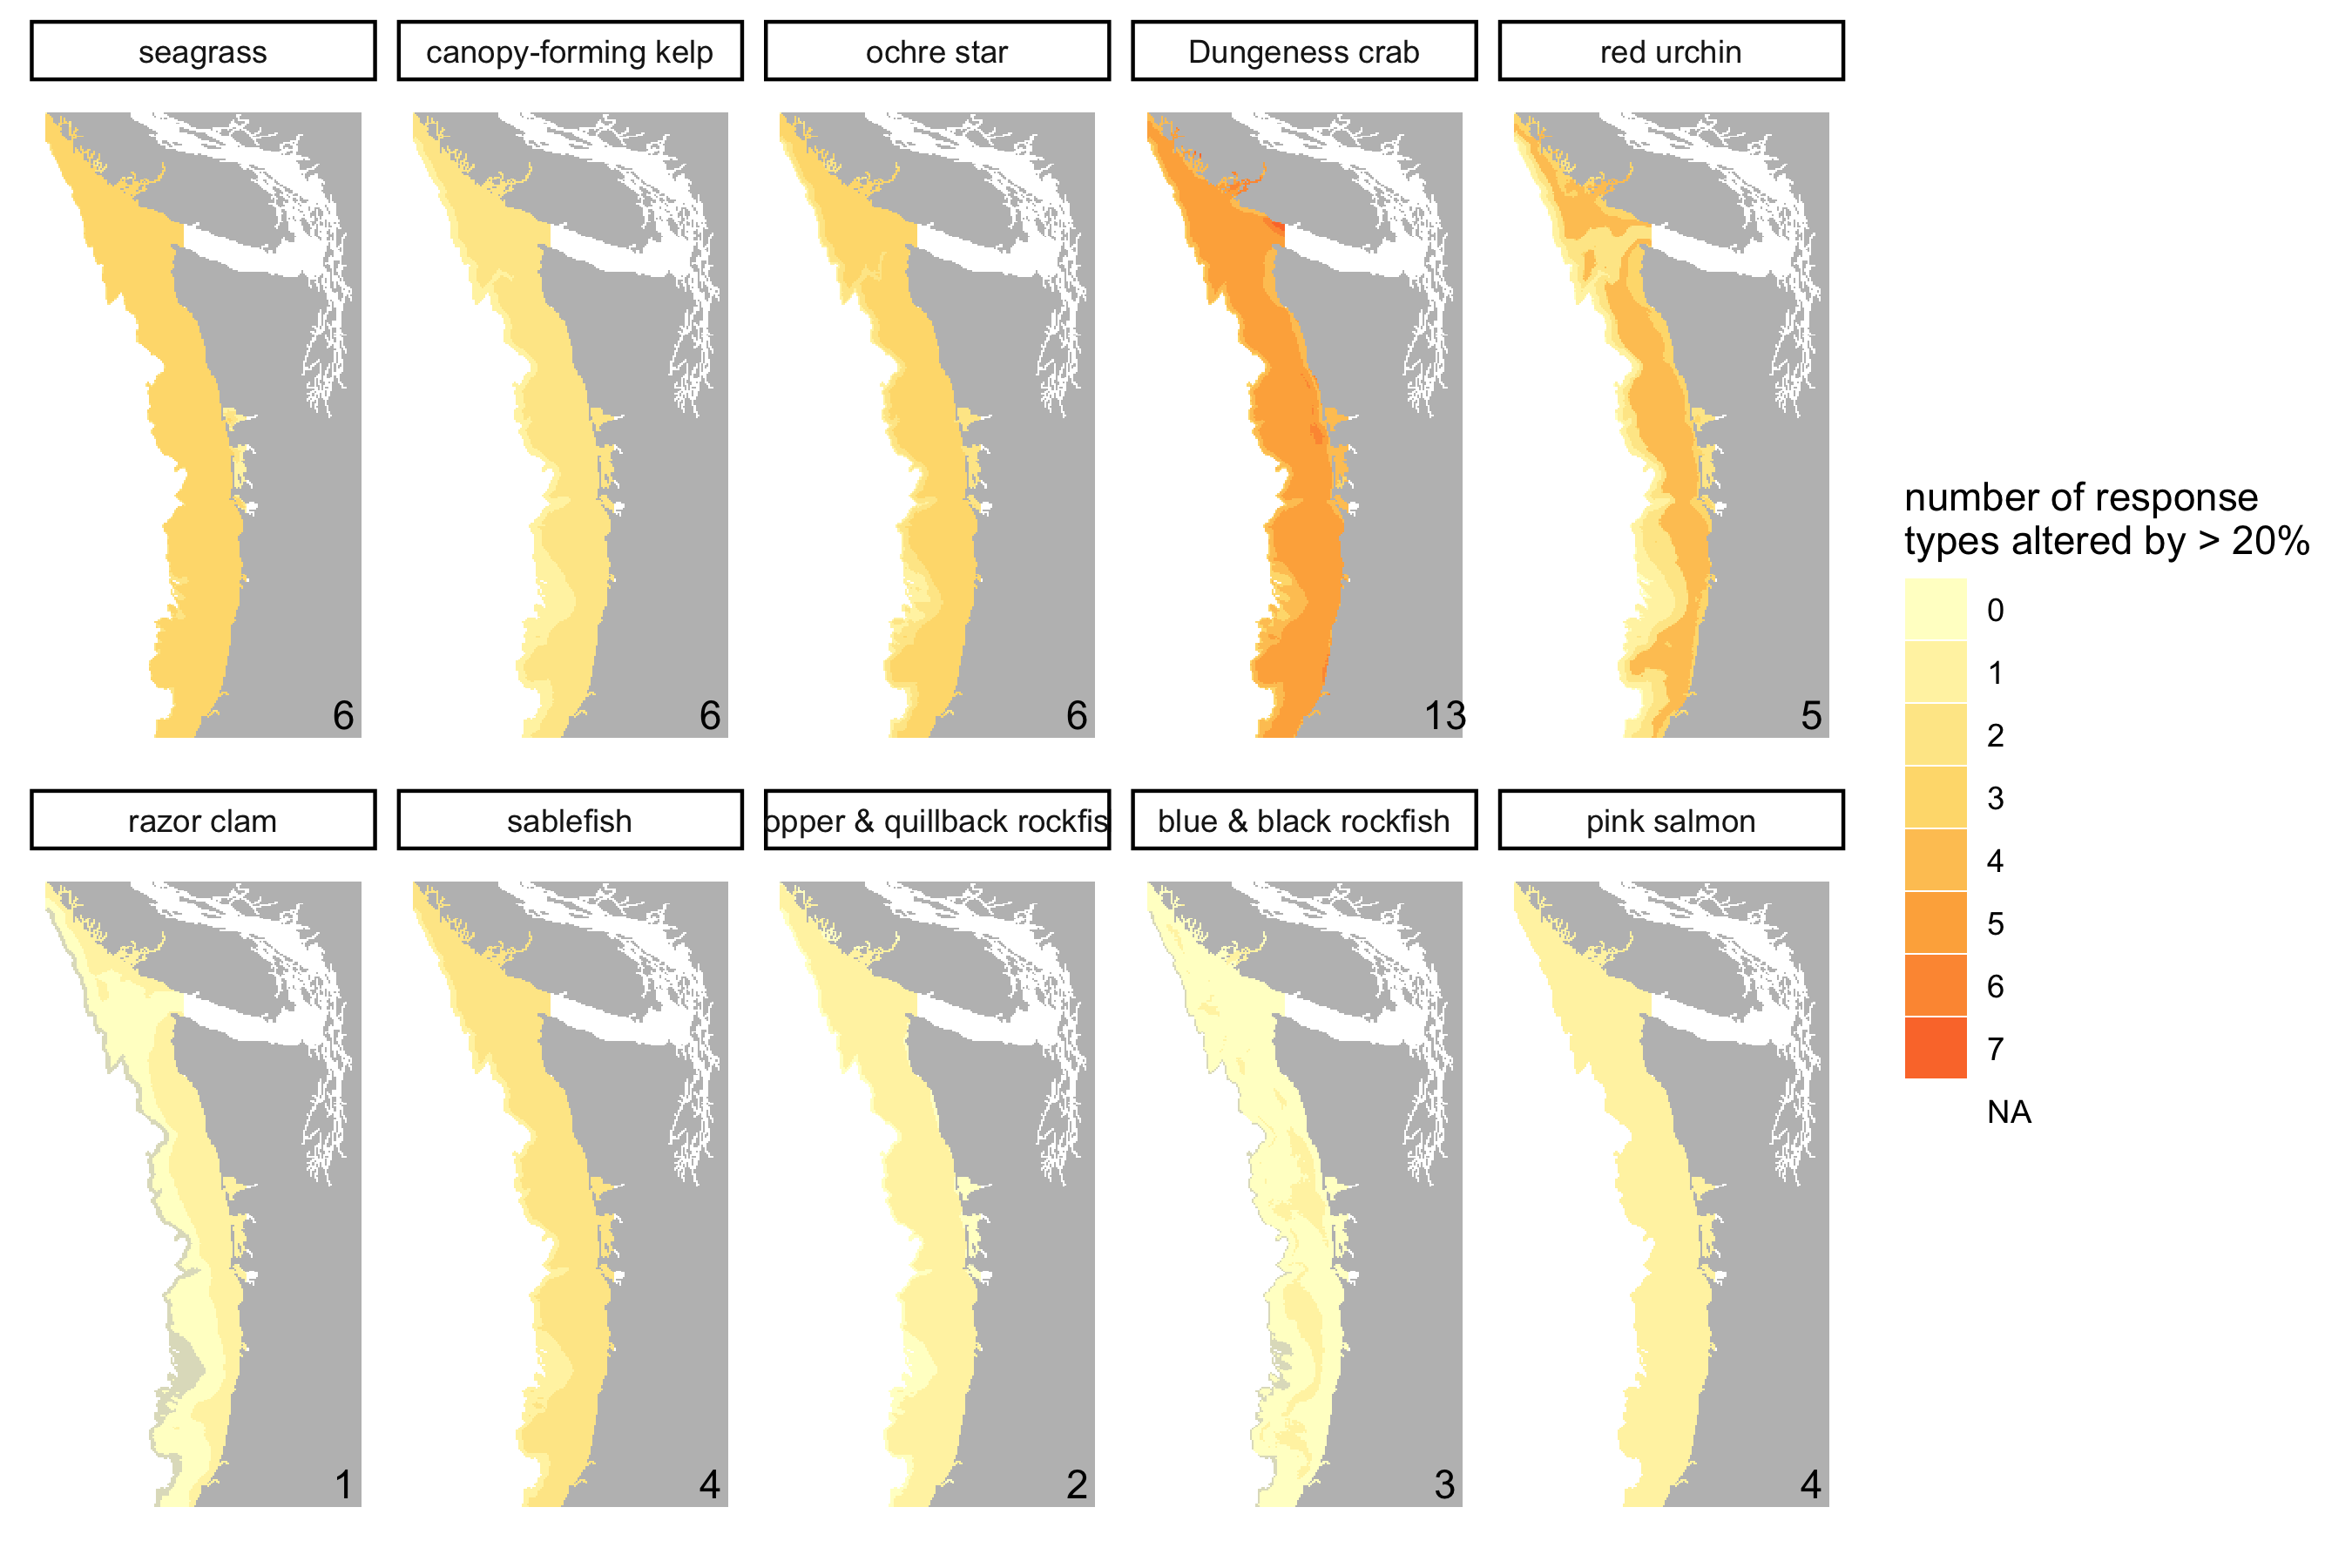 seagrass
canopy-forming kelp
ochre star
Dungeness crab
red urchin
6
6
6
13
5
number of response
types altered by > 20%
0
1
2
3
4
5
6
7
NA
razor clam
sablefish
opper & quillback rockfis
blue & black rockfish
pink salmon
1
4
2
3
4